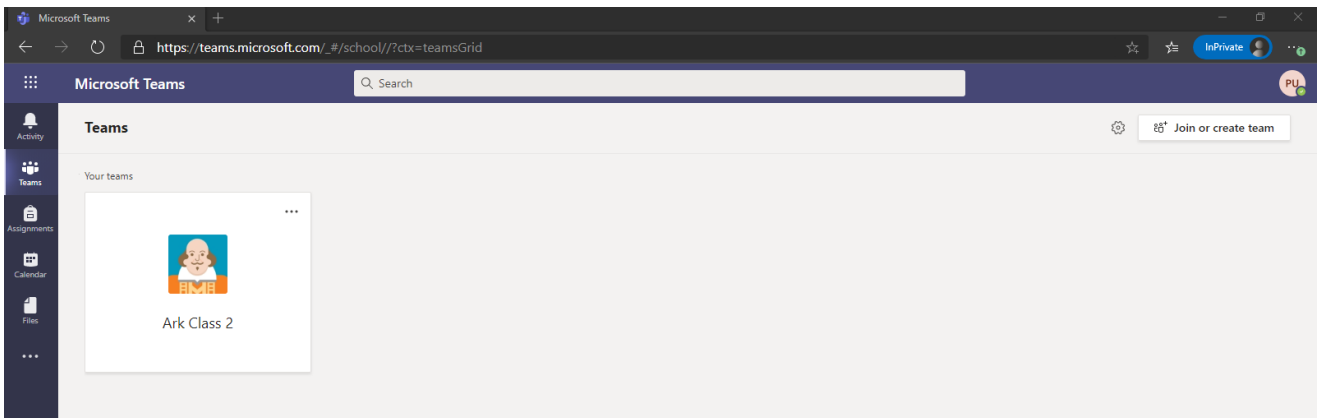 Microsoft Teams
https://teams.microsoft.com/_#/school//?ctx=teamsGrid
InPrivate
Microsoft Teams
Search
PU
Activity
Teams
Join or create team
Teams
Your teams
Assignments
Calendar
Files
Ark Class 2